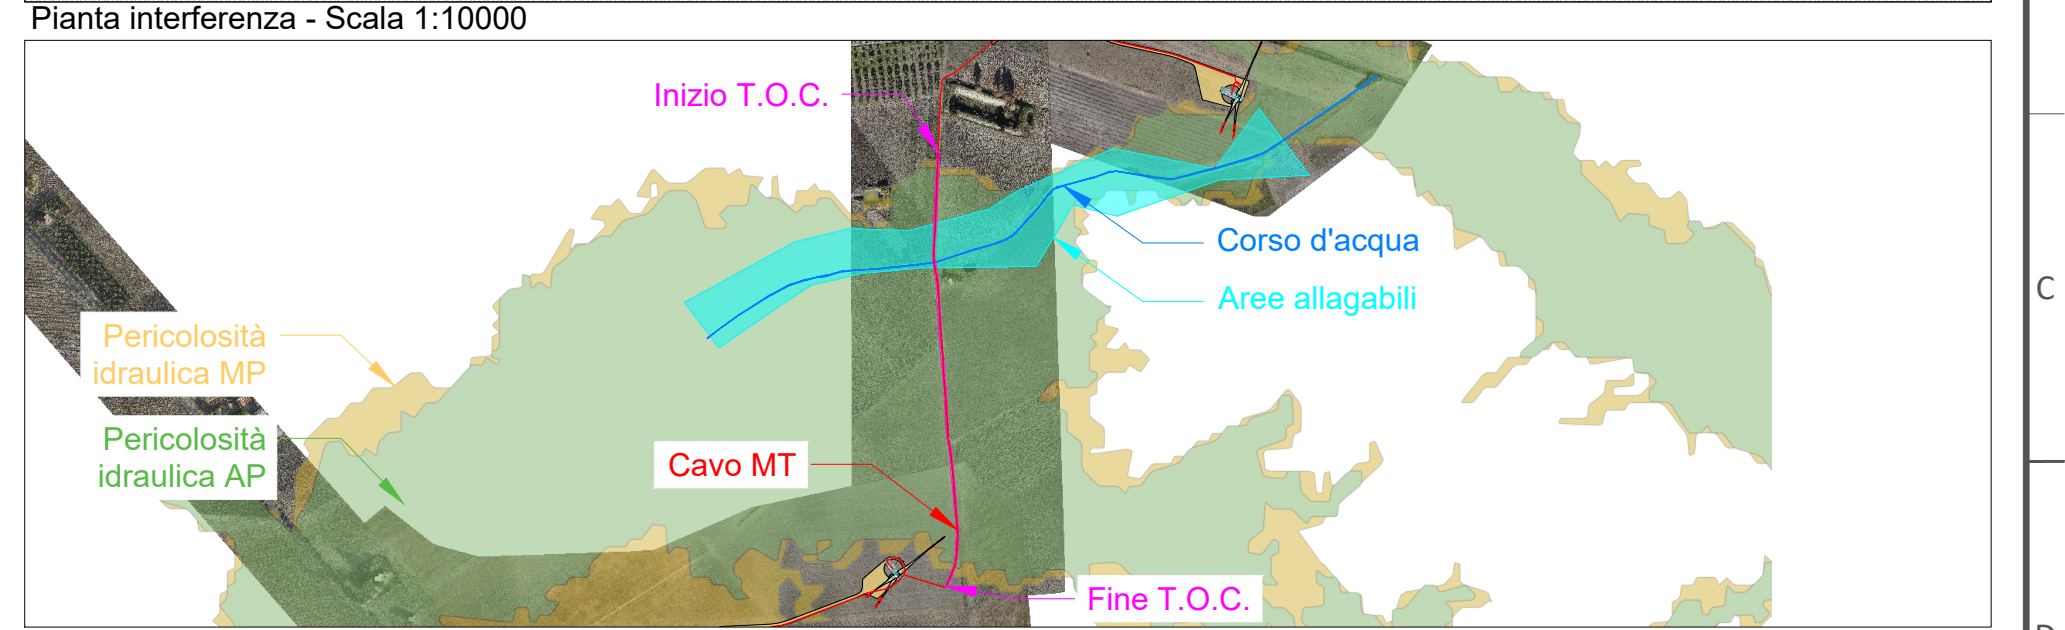 Pianta interferenza - Scala 1:10000
Inizio T.O.C.
Corso d'acqua
C
Aree allagabili
Pericolosità
idraulica MP
Pericolosità
idraulica AP
Cavo MT
Fine T.O.C.